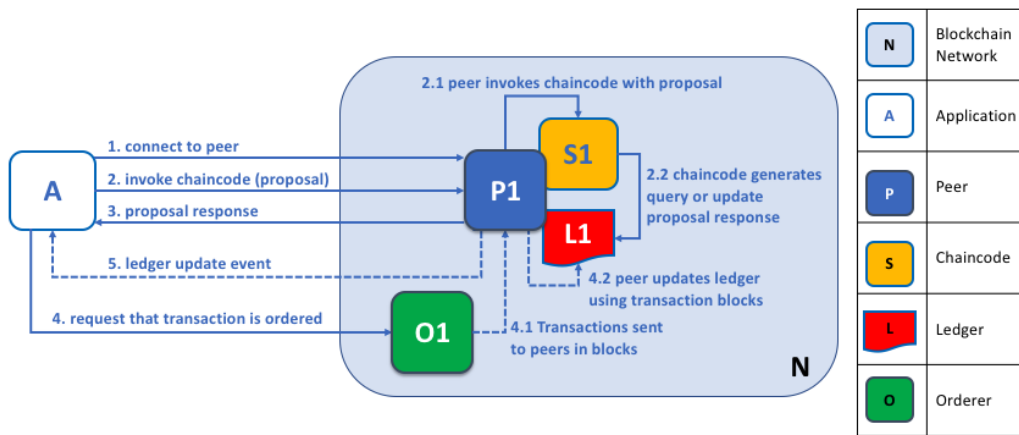 2.1 peer invokes chaincode with proposal
1. connect to peer
A
2. invoke chaincode (proposal)
3. proposal response
P1
S1
2.2 chaincode generates
query or update
proposal response
L1
5. ledger update event
4.2 peer updates ledger
using transaction blocks
4. request that transaction is ordered
O1
4.1 Transactions sent
to peers in blocks
N
N
Blockchain
Network
A
Application
P
Peer
S
Chaincode
L
Ledger
O
Orderer